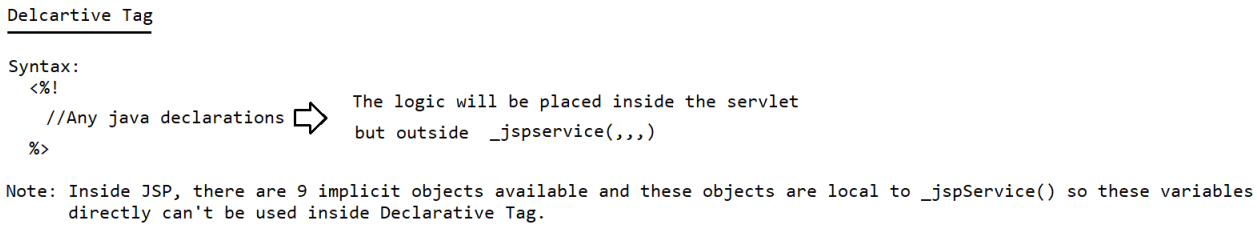 Delcartive Tag
Syntax:
<%!
//Any java declarations
%>
The logic will be placed inside the servlet
but outside _jspservice(,,,)
Note: Inside JSP, there are 9 implicit objects available and these objects are local to _jspService() so these variables
directly can't be used inside Declarative Tag.